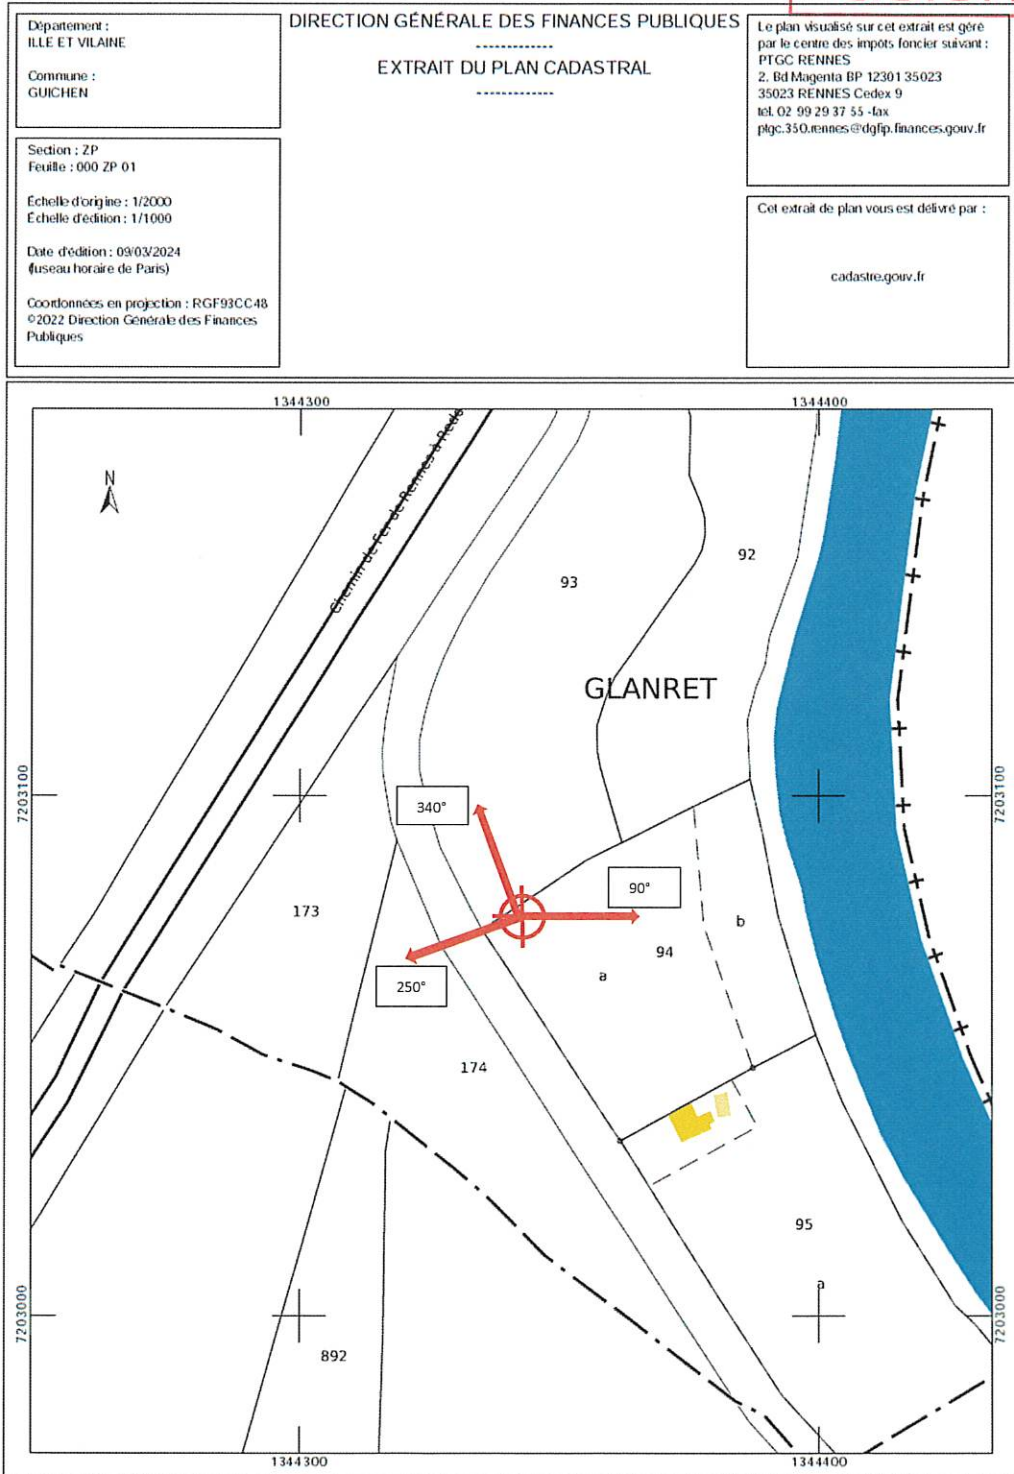 Département :
ILLE ET VILAINE
Commune :
GUICHEN
Section : ZP
Feuille : 000 ZP 01
Échelle d'origine : 1/2000
Échelle d'édition : 1/1000
Date d'édition : 09/03/2024
(fuseau horaire de Paris)
Coordonnées en projection : RGF93CC48
©2022 Direction Générale des Finances
Publiques
DIRECTION GÉNÉRALE DES FINANCES PUBLIQUES
------------
EXTRAIT DU PLAN CADASTRAL
------------
Le plan visualisé sur cet extrait est géré
par le centre des impôts foncier suivant :
PTGC RENNES
2. Bd Magenta BP 12301 35023
35023 RENNES Cedex 9
tél. 02 99 29 37 55 -fax
ptgc.350.rennes@dgfip.finances.gouv.fr
Cet extrait de plan vous est délivré par :
cadastre.gouv.fr
1344300
1344400
N
Chemin de Fer de Rennes à Redo
93
92
GLANRET
7203100
7203100
340°
173
90°
b
94
a
250°
174
95
a
7203000
7203000
892
1344300
1344400